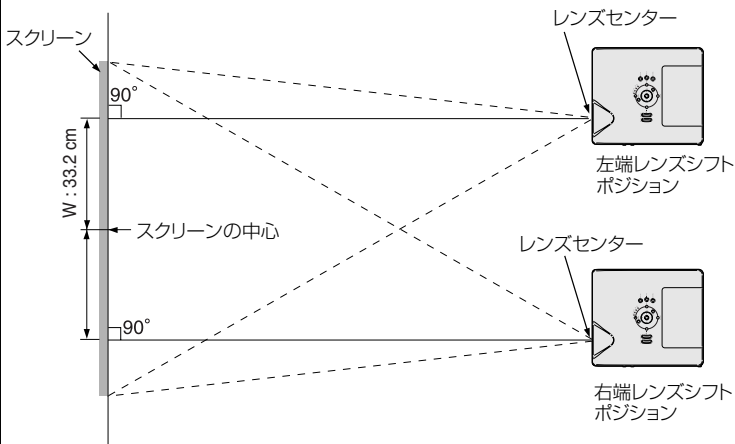 レンズセンター
スクリーン
90°
W : 33.2 cm
左端レンズシフト
ポジション
スクリーンの中心
レンズセンター
90°
右端レンズシフト
ポジション